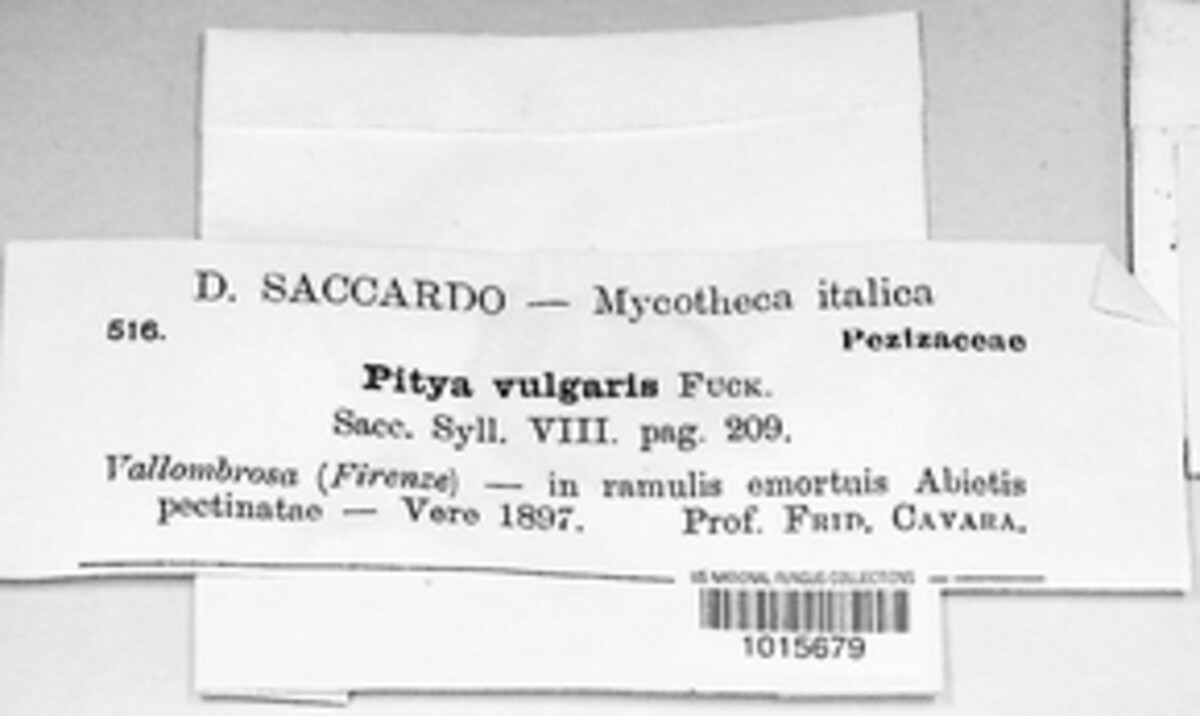 D. SACCARDO — Mycotheca italica
516.
Pezizaceae
Pitya vulgaris FUCK.
Sacc. Syll. VIII. pag. 209.
Vallombrosa (Firenze) — in ramulis emortuis Abietis
pectinatae — Vere 1897. Prof. FRID. CAVARA.
US NATIONAL FUNGUS COLLECTIONS
1015679